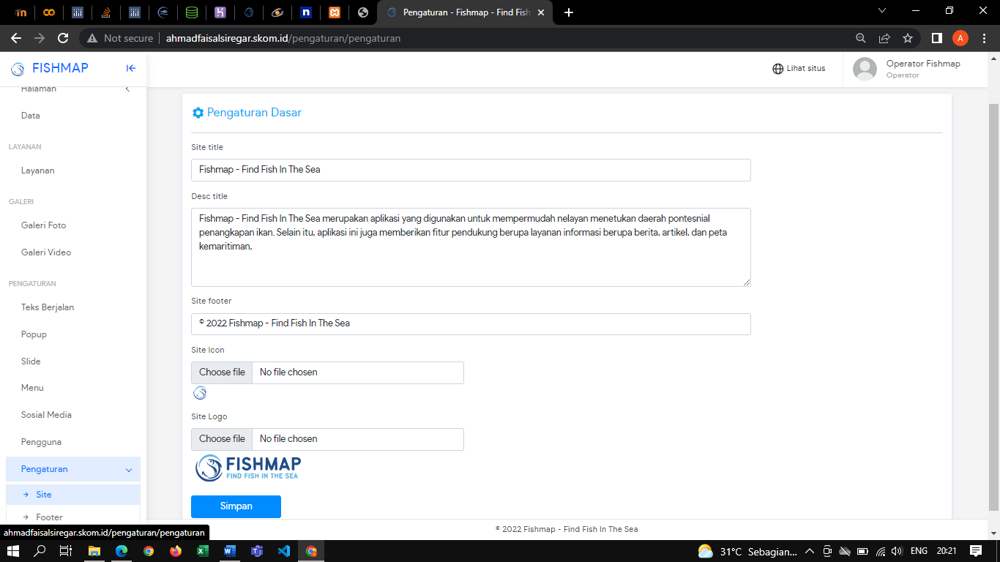 Pengaturan - Fishmap - Find Fish
Not secure
ahmadfaisalsiregar.skom.id/pengaturan/pengaturan
A
FISHMAP
Lihat situs
Operator Fishmap
Operator
Halaman
Data
LAYANAN
Layanan
GALERI
Galeri Foto
Galeri Video
PENGATURAN
Teks Berjalan
Popup
Slide
Menu
Sosial Media
Pengguna
Pengaturan
Site
Footer
Pengaturan Dasar
Site title
Fishmap - Find Fish In The Sea
Desc title
Fishmap - Find Fish In The Sea merupakan aplikasi yang digunakan untuk mempermudah nelayan menetukan daerah pontesnial
penangkapan ikan. Selain itu, aplikasi ini juga memberikan fitur pendukung berupa layanan informasi berupa berita, artikel, dan peta
kemaritiman,
Site footer
© 2022 Fishmap - Find Fish In The Sea
Site Icon
Choose file No file chosen
Site Logo
Choose file No file chosen
FISHMAP
FIND FISH IN THE SEA
Simpan
© 2022 Fishmap - Find Fish In The Sea
ahmadfaisalsiregar.skom.id/pengaturan/pengaturan
31°C Sebagian...
ENG
20:21